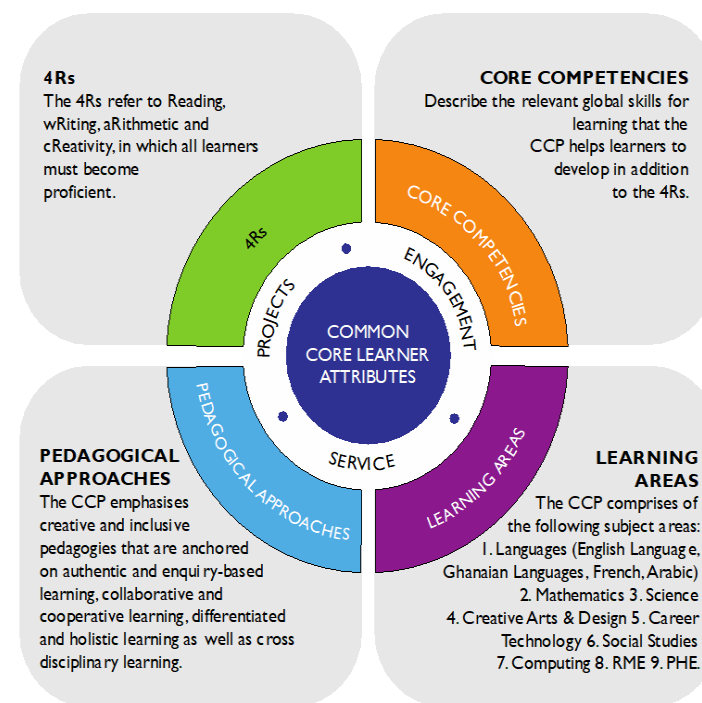 4Rs
The 4Rs refer to Reading,
wRiting, aRithmetic and
cReativity, in which all learners
must become
proficient.
CORE COMPETENCIES
Describe the relevant global skills for
learning that the
CCP helps learners to
develop in addition
to the 4Rs.
4Rs
CORE COMPETENCIES
PROJECTS
ENGAGEMENT
COMMON
CORE LEARNER
ATTRIBUTES
SERVICE
PEDAGOGICAL APPROACHES
LEARNING AREAS
PEDAGOGICAL
APPROACHES
The CCP emphasises
creative and inclusive
pedagogies that are anchored
on authentic and enquiry-based
learning, collaborative and
cooperative learning, differentiated
and holistic learning as well as cross
disciplinary learning.
LEARNING
AREAS
The CCP comprises of
the following subject areas:
1. Languages (English Language,
Ghanaian Languages, French, Arabic)
2. Mathematics 3. Science
4. Creative Arts & Design 5. Career
Technology 6. Social Studies
7. Computing 8. RME 9. PHE.